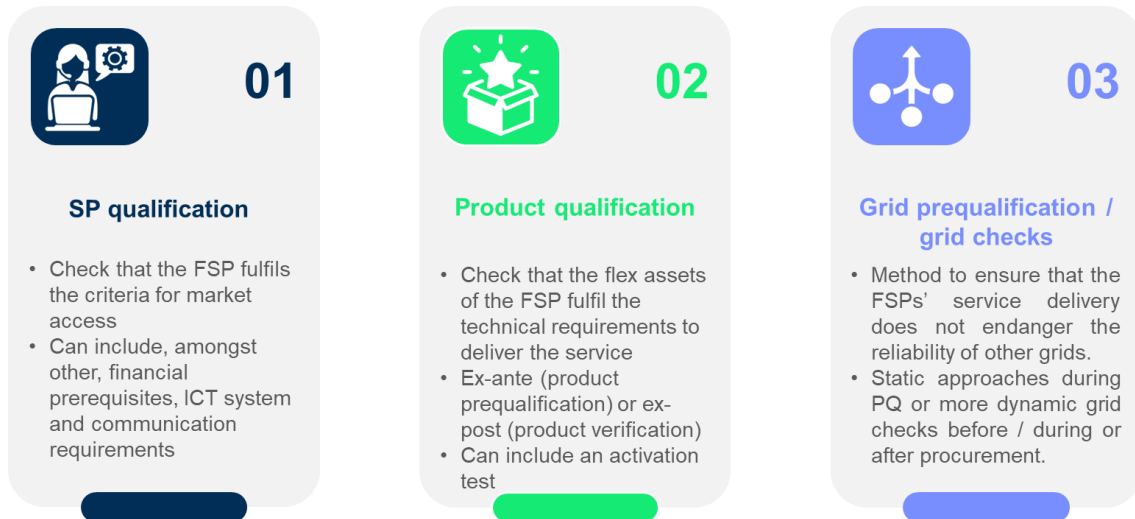 01
SP qualification
• Check that the FSP fulfils
the criteria for market
access
• Can include, amongst
other, financial
prerequisites, ICT system
and communication
requirements
02
Product qualification
• Check that the flex assets
of the FSP fulfil the
technical requirements to
deliver the service
• Ex-ante (product
prequalification) or ex-
post (product verification)
• Can include an activation
test
03
Grid prequalification /
grid checks
• Method to ensure that the
FSPs’ service delivery
does not endanger the
reliability of other grids.
• Static approaches during
PQ or more dynamic grid
checks before / during or
after procurement.